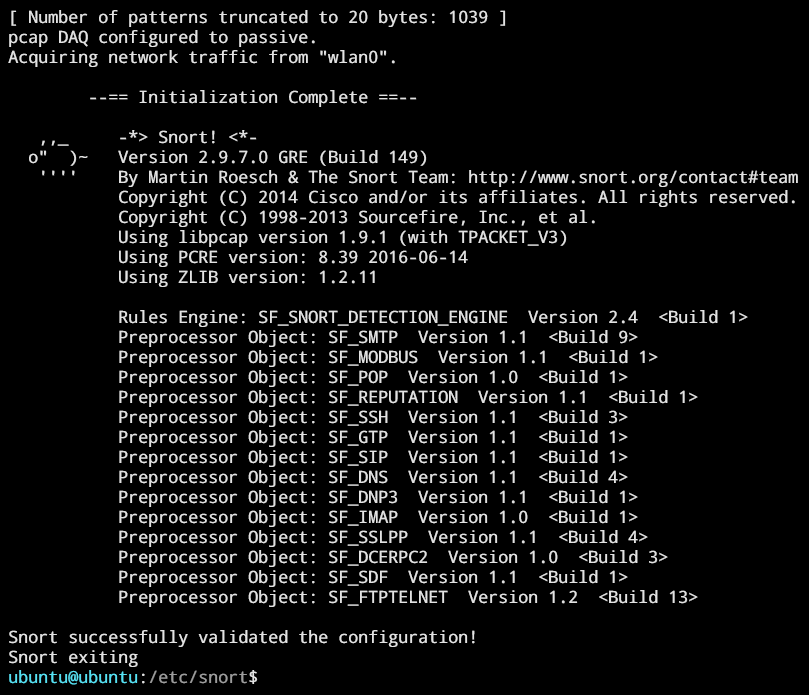 [ Number of patterns truncated to 20 bytes: 1039 ]
pcap DAQ configured to passive.
Acquiring network traffic from "wlan0".
--== Initialization Complete ==--
,,_     -*> Snort! <*-
o"  )~   Version 2.9.7.0 GRE (Build 149)
''''    By Martin Roesch & The Snort Team: http://www.snort.org/contact#team
Copyright (C) 2014 Cisco and/or its affiliates. All rights reserved.
Copyright (C) 1998-2013 Sourcefire, Inc., et al.
Using libpcap version 1.9.1 (with TPACKET_V3)
Using PCRE version: 8.39 2016-06-14
Using ZLIB version: 1.2.11
Rules Engine: SF_SNORT_DETECTION_ENGINE  Version 2.4  <Build 1>
Preprocessor Object: SF_SMTP  Version 1.1  <Build 9>
Preprocessor Object: SF_MODBUS  Version 1.1  <Build 1>
Preprocessor Object: SF_POP  Version 1.0  <Build 1>
Preprocessor Object: SF_REPUTATION  Version 1.1  <Build 1>
Preprocessor Object: SF_SSH  Version 1.1  <Build 3>
Preprocessor Object: SF_GTP  Version 1.1  <Build 1>
Preprocessor Object: SF_SIP  Version 1.1  <Build 1>
Preprocessor Object: SF_DNS  Version 1.1  <Build 4>
Preprocessor Object: SF_DNP3  Version 1.1  <Build 1>
Preprocessor Object: SF_IMAP  Version 1.0  <Build 1>
Preprocessor Object: SF_SSLPP  Version 1.1  <Build 4>
Preprocessor Object: SF_DCERPC2  Version 1.0  <Build 3>
Preprocessor Object: SF_SDF  Version 1.1  <Build 1>
Preprocessor Object: SF_FTPTELNET  Version 1.2  <Build 13>
Snort successfully validated the configuration!
Snort exiting
ubuntu@ubuntu:/etc/snort$